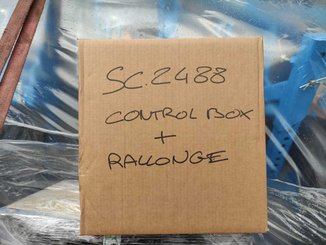 SC.2488
CONTROL BOX
+
RALLONGE